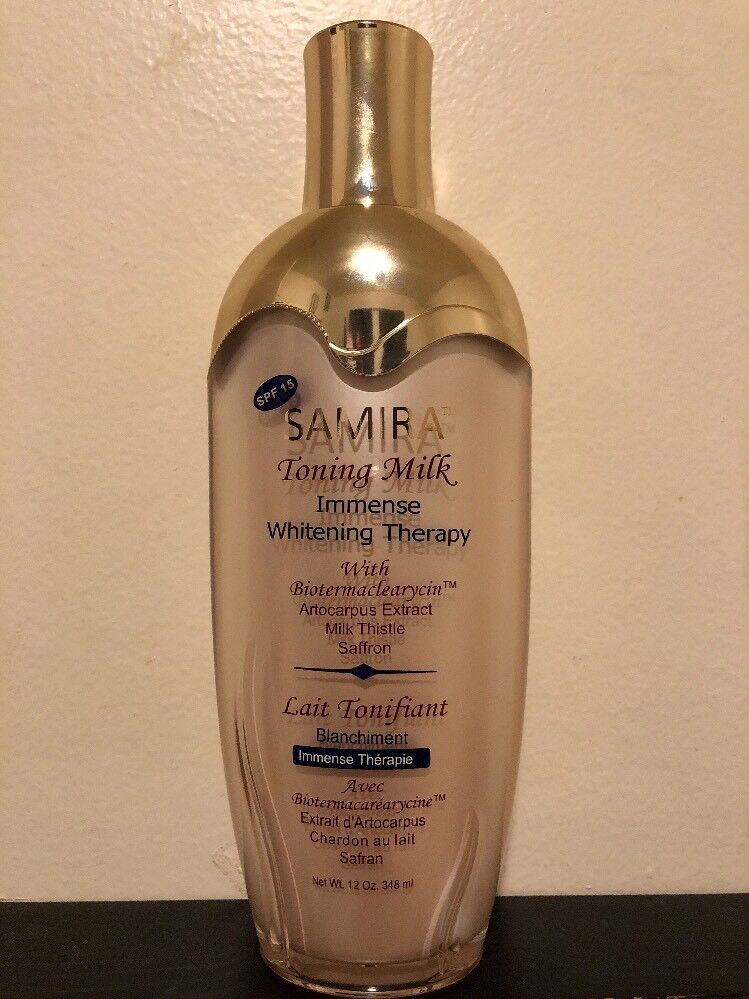 SPF 15
SAMIRA™
Toning Milk
Immense
Whitening Therapy
With
Biotermaclearycin™
Artocarpus Extract
Milk Thistle
Saffron
Lait Tonifiant
Blanchiment
Immense Thérapie
Avec
Biotermacaréarycine™
Extrait d'Artocarpus
Chardon au lait
Safran
Net Wt. 12 Oz. 348 ml